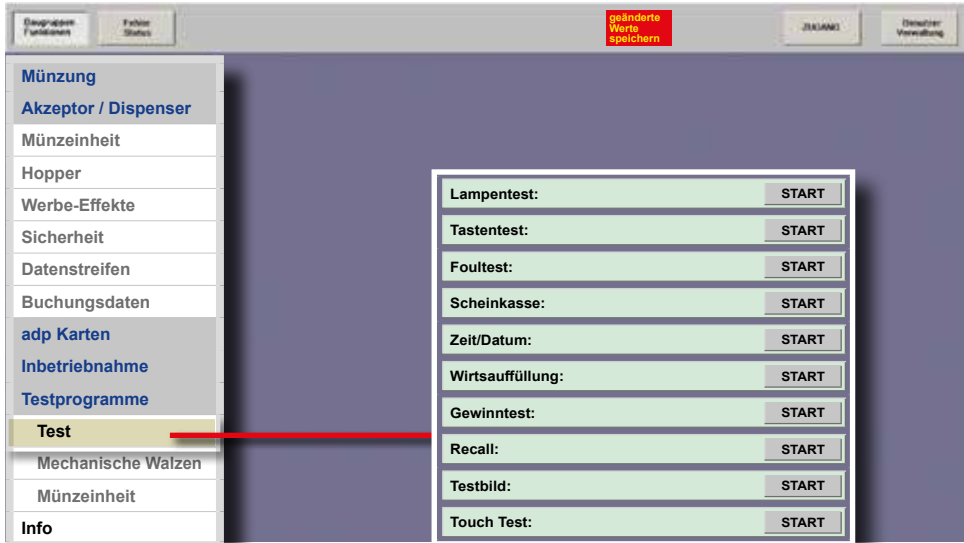 Baugruppen
Funktionen
Fehler
Status
geänderte
Werte
speichern
ZUGANG
Benutzer
Verwaltung
Münzung
Akzeptor / Dispenser
Münzeinheit
Hopper
Werbe-Effekte
Sicherheit
Datenstreifen
Buchungsdaten
adp Karten
Inbetriebnahme
Testprogramme
Test
Mechanische Walzen
Münzeinheit
Info
Lampentest: START
Tastentest: START
Foultest: START
Scheinkasse: START
Zeit/Datum: START
Wirtsauffüllung: START
Gewinntest: START
Recall: START
Testbild: START
Touch Test: START